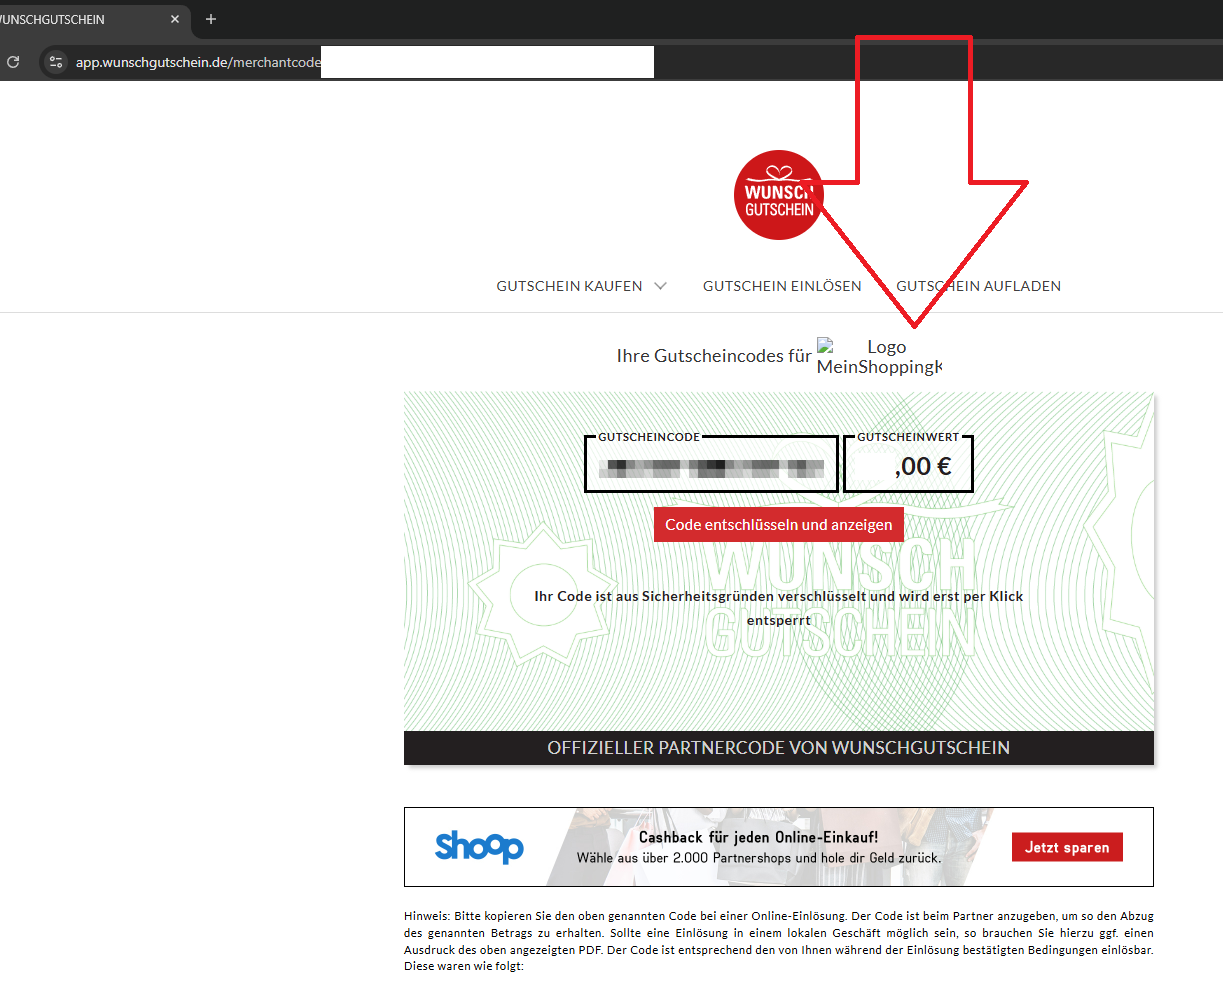 WUNSCHGUTSCHEIN
app.wunschgutschein.de/merchantcode
WUNSCH
GUTSCHEIN
GUTSCHEIN KAUFEN
GUTSCHEIN EINLÖSEN
GUTSCHEIN AUFLADEN
Ihre Gutscheincodes für
Logo
MeinShoppingK
GUTSCHEINCODE
GUTSCHEINWERT
,00 €
Code entschlüsseln und anzeigen
WUNSCH
GUTSCHEIN
Ihr Code ist aus Sicherheitsgründen verschlüsselt und wird erst per Klick
entsperrt
OFFIZIELLER PARTNERCODE VON WUNSCHGUTSCHEIN
shoop
Cashback für jeden Online-Einkauf!
Wähle aus über 2.000 Partnershops und hole dir Geld zurück.
Jetzt sparen
Hinweis: Bitte kopieren Sie den oben genannten Code bei einer Online-Einlösung. Der Code ist beim Partner anzugeben, um so den Abzug
des genannten Betrags zu erhalten. Sollte eine Einlösung in einem lokalen Geschäft möglich sein, so brauchen Sie hierzu ggf. einen
Ausdruck des oben angezeigten PDF. Der Code ist entsprechend den von Ihnen während der Einlösung bestätigten Bedingungen einlösbar.
Diese waren wie folgt: